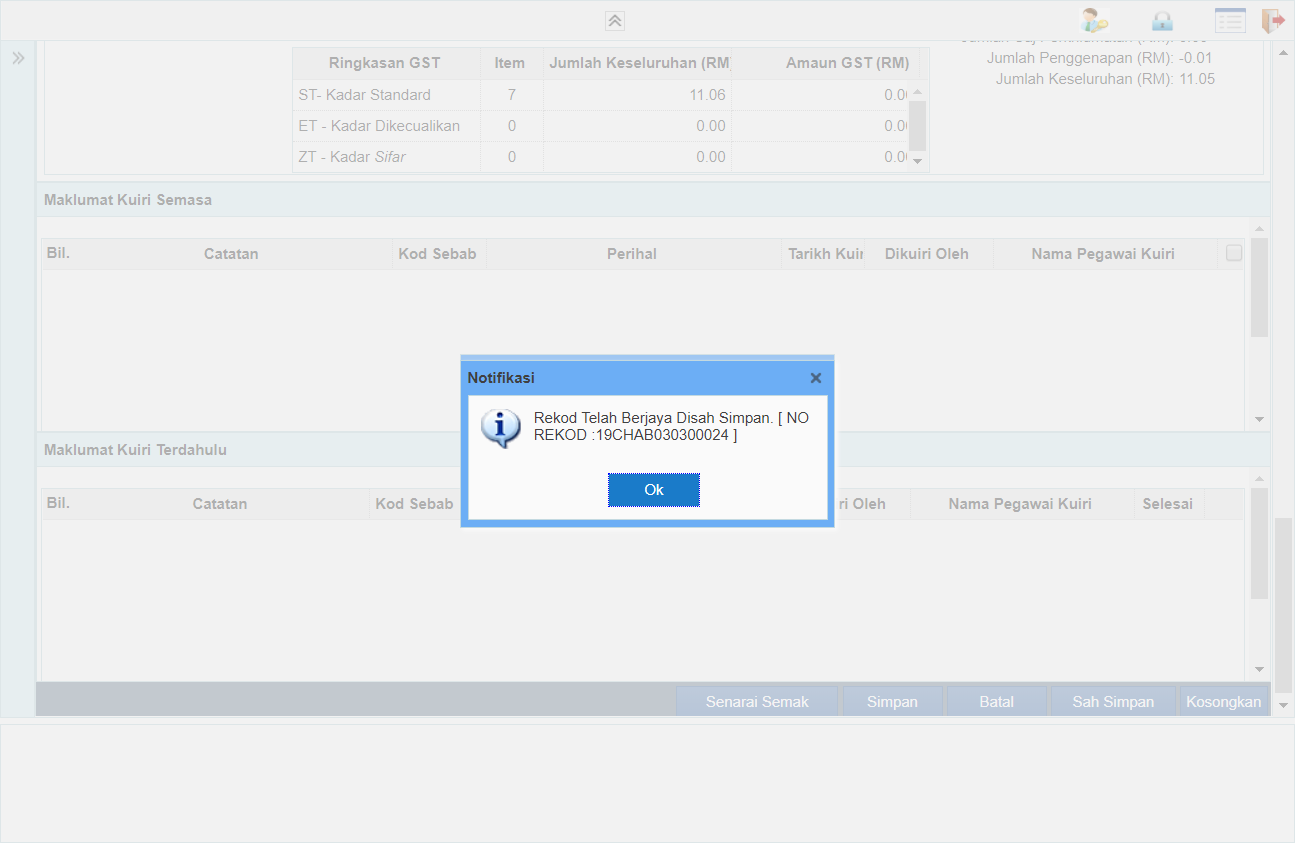 Jumlah Penggenapan (RM): -0.01
Jumlah Keseluruhan (RM): 11.05
Ringkasan GST Item Jumlah Keseluruhan (RM Amaun GST (RM)
ST- Kadar Standard 7 11.06 0.0
ET - Kadar Dikecualikan 0 0.00 0.0
ZT - Kadar Sifar 0 0.00 0.0
Maklumat Kuiri Semasa
Bil. Catatan Kod Sebab Perihal Tarikh Kuir Dikuiri Oleh Nama Pegawai Kuiri
Notifikasi
Rekod Telah Berjaya Disah Simpan. [ NO
REKOD :19CHAB030300024 ]
Ok
Maklumat Kuiri Terdahulu
Bil. Catatan Kod Sebab ri Oleh Nama Pegawai Kuiri Selesai
Senarai Semak Simpan Batal Sah Simpan Kosongkan